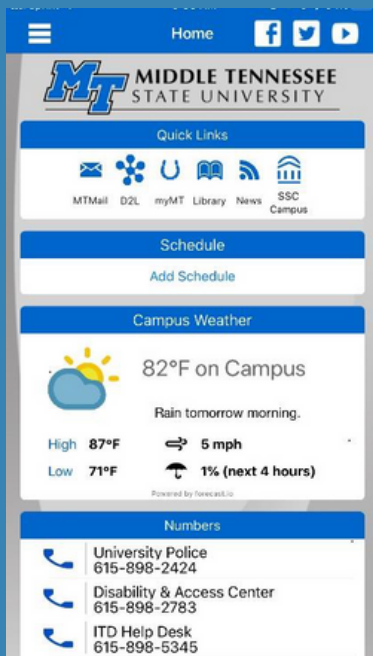 Home
MT
MIDDLE TENNESSEE
STATE UNIVERSITY
Quick Links
MTMail D2L myMT Library News SSC Campus
Schedule
Add Schedule
Campus Weather
82°F on Campus
Rain tomorrow morning.
High 87°F 5 mph
Low 71°F 1% (next 4 hours)
Powered by forecast.io
Numbers
University Police
615-898-2424
Disability & Access Center
615-898-2783
ITD Help Desk
615-898-5345